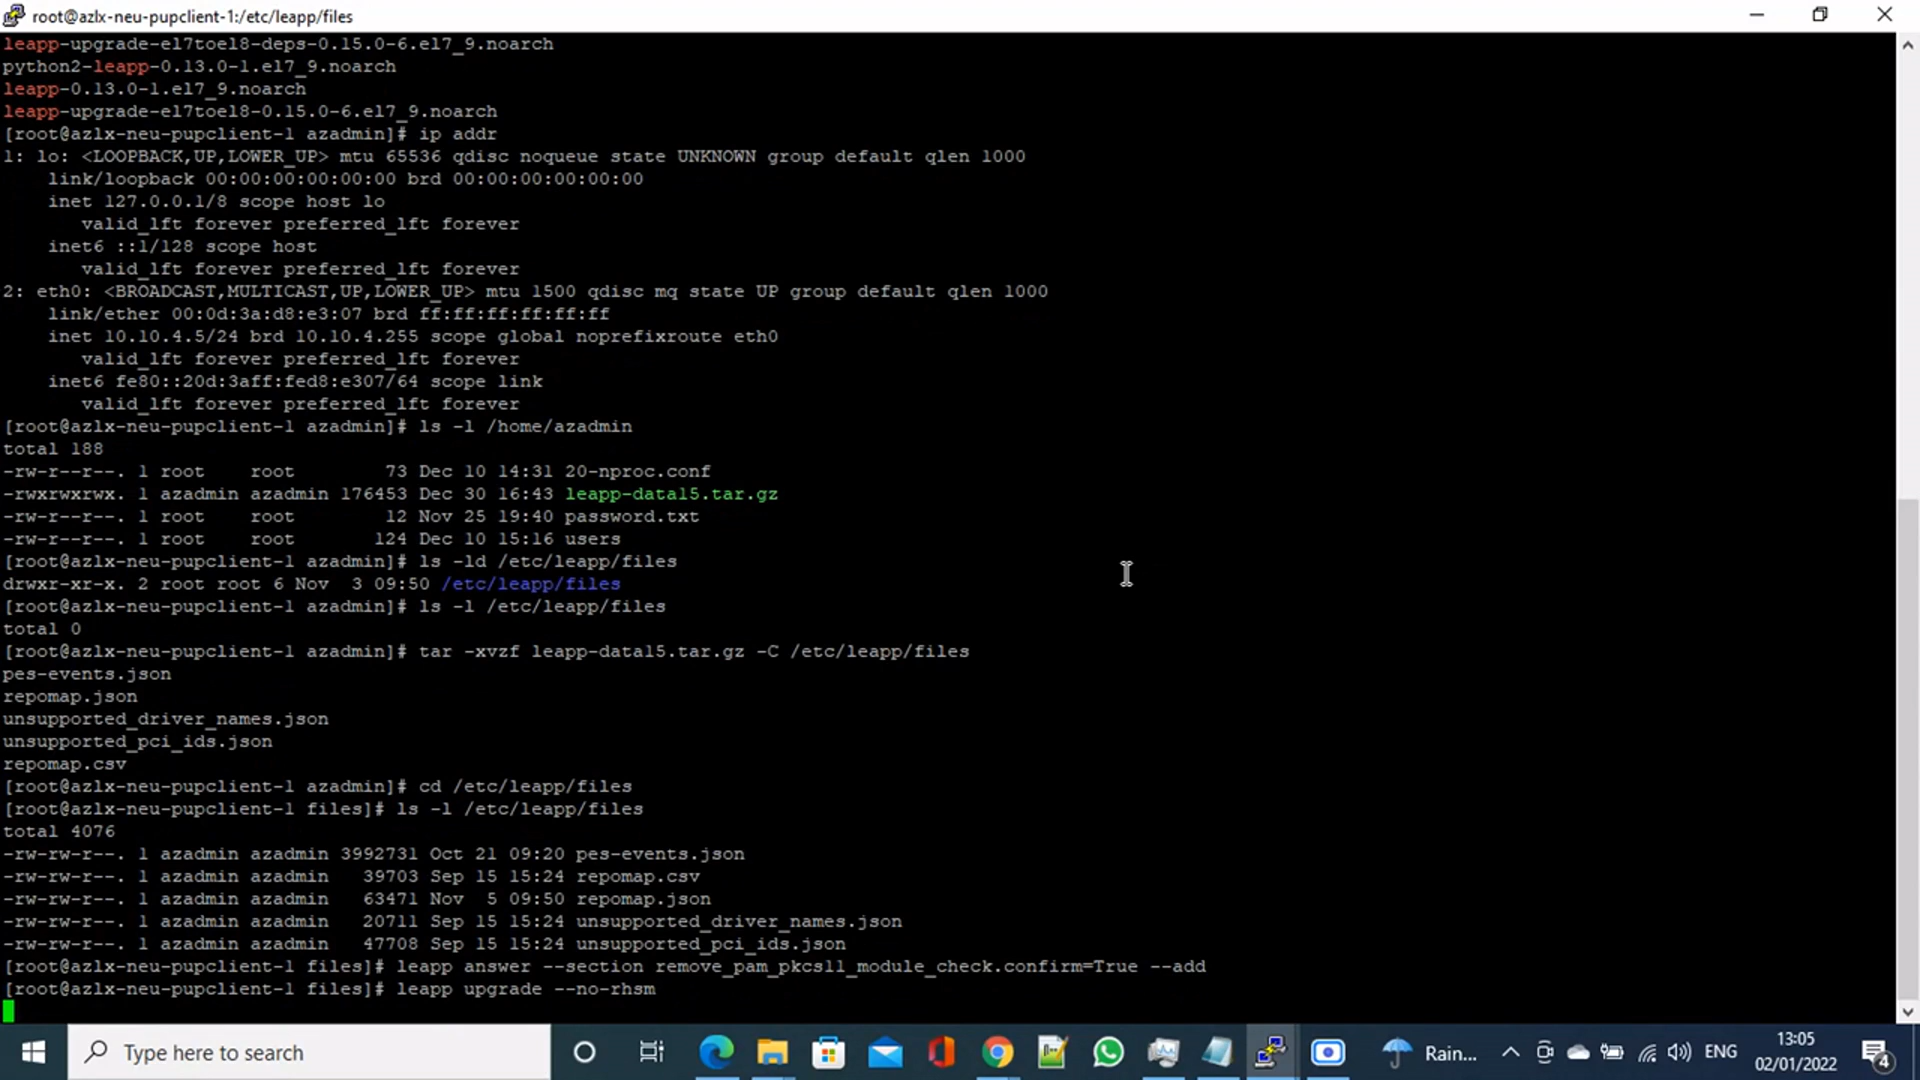 root@azlx-neu-pupclient-1:/etc/leapp/files
leapp-upgrade-el7toel8-deps-0.15.0-6.el7_9.noarch
python2-leapp-0.13.0-1.el7_9.noarch
leapp-0.13.0-1.el7_9.noarch
leapp-upgrade-el7toel8-0.15.0-6.el7_9.noarch
[root@azlx-neu-pupclient-1 azadmin]# ip addr
1: lo: <LOOPBACK,UP,LOWER_UP> mtu 65536 qdisc noqueue state UNKNOWN group default qlen 1000
    link/loopback 00:00:00:00:00:00 brd 00:00:00:00:00:00
    inet 127.0.0.1/8 scope host lo
       valid_lft forever preferred_lft forever
    inet6 ::1/128 scope host
       valid_lft forever preferred_lft forever
2: eth0: <BROADCAST,MULTICAST,UP,LOWER_UP> mtu 1500 qdisc mq state UP group default qlen 1000
    link/ether 00:0d:3a:d8:e3:07 brd ff:ff:ff:ff:ff:ff
    inet 10.10.4.5/24 brd 10.10.4.255 scope global noprefixroute eth0
       valid_lft forever preferred_lft forever
    inet6 fe80::20d:3aff:fed8:e307/64 scope link
       valid_lft forever preferred_lft forever
[root@azlx-neu-pupclient-1 azadmin]# ls -l /home/azadmin
total 188
-rw-r--r--. 1 root    root        73 Dec 10 14:31 20-nproc.conf
-rwxrwxrwx. 1 azadmin azadmin 176453 Dec 30 16:43 leapp-data15.tar.gz
-rw-r--r--. 1 root    root        12 Nov 25 19:40 password.txt
-rw-r--r--. 1 root    root       124 Dec 10 15:16 users
[root@azlx-neu-pupclient-1 azadmin]# ls -ld /etc/leapp/files
drwxr-xr-x. 2 root root 6 Nov  3 09:50 /etc/leapp/files
[root@azlx-neu-pupclient-1 azadmin]# ls -l /etc/leapp/files
total 0
[root@azlx-neu-pupclient-1 azadmin]# tar -xvzf leapp-data15.tar.gz -C /etc/leapp/files
pes-events.json
repomap.json
unsupported_driver_names.json
unsupported_pci_ids.json
repomap.csv
[root@azlx-neu-pupclient-1 azadmin]# cd /etc/leapp/files
[root@azlx-neu-pupclient-1 files]# ls -l /etc/leapp/files
total 4076
-rw-rw-r--. 1 azadmin azadmin 3992731 Oct 21 09:20 pes-events.json
-rw-rw-r--. 1 azadmin azadmin   39703 Sep 15 15:24 repomap.csv
-rw-rw-r--. 1 azadmin azadmin   63471 Nov  5 09:50 repomap.json
-rw-rw-r--. 1 azadmin azadmin   20711 Sep 15 15:24 unsupported_driver_names.json
-rw-rw-r--. 1 azadmin azadmin   47708 Sep 15 15:24 unsupported_pci_ids.json
[root@azlx-neu-pupclient-1 files]# leapp answer --section remove_pam_pkcs11_module_check.confirm=True --add
[root@azlx-neu-pupclient-1 files]# leapp upgrade --no-rhsm
Type here to search
Rain...
ENG
13:05
02/01/2022
4